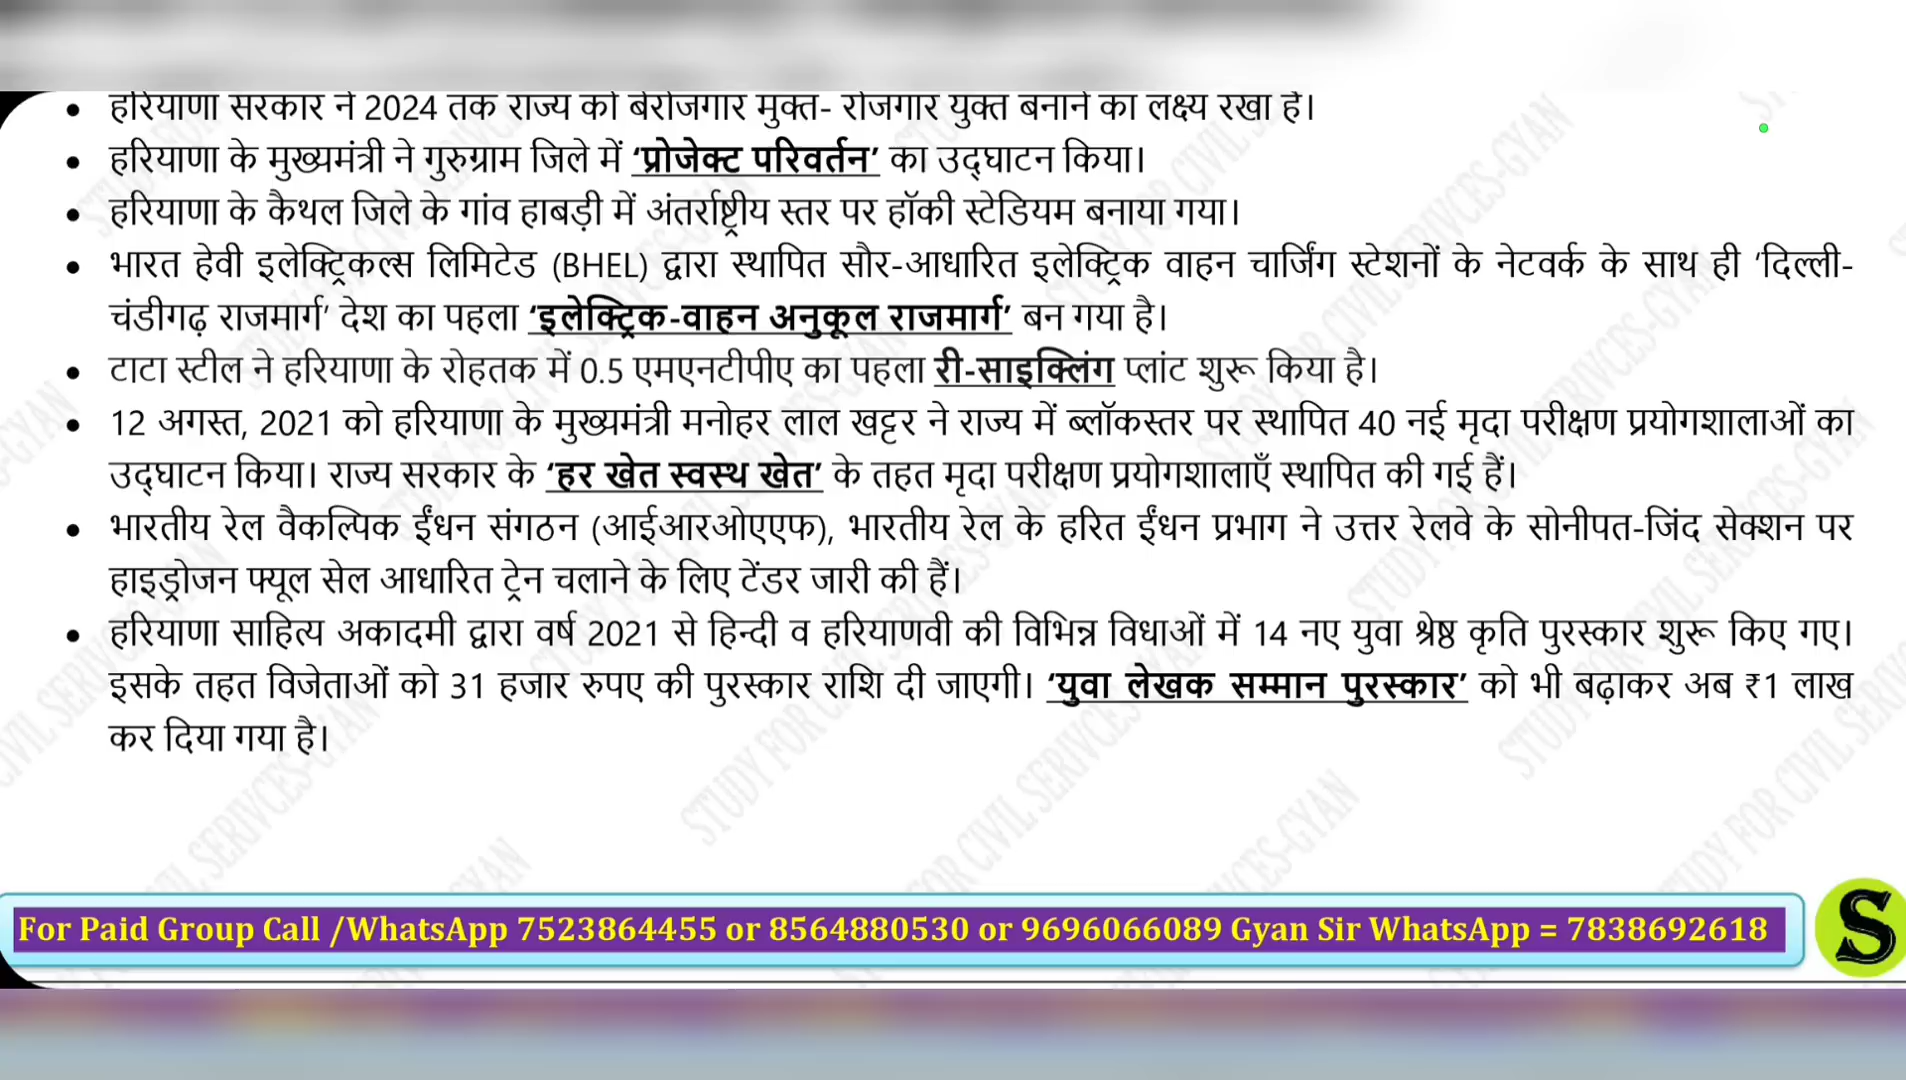 • हरियाणा सरकार ने 2024 तक राज्य को बेरोजगार मुक्त- रोजगार युक्त बनाने का लक्ष्य रखा है।
• हरियाणा के मुख्यमंत्री ने गुरुग्राम जिले में ‘प्रोजेक्ट परिवर्तन’ का उद्घाटन किया।
• हरियाणा के कैथल जिले के गांव हाबड़ी में अंतर्राष्ट्रीय स्तर पर हॉकी स्टेडियम बनाया गया।
• भारत हेवी इलेक्ट्रिकल्स लिमिटेड (BHEL) द्वारा स्थापित सौर-आधारित इलेक्ट्रिक वाहन चार्जिंग स्टेशनों के नेटवर्क के साथ ही ‘दिल्ली-
चंडीगढ़ राजमार्ग’ देश का पहला ‘इलेक्ट्रिक-वाहन अनुकूल राजमार्ग’ बन गया है।
• टाटा स्टील ने हरियाणा के रोहतक में 0.5 एमएनटीपीए का पहला री-साइक्लिंग प्लांट शुरू किया है।
• 12 अगस्त, 2021 को हरियाणा के मुख्यमंत्री मनोहर लाल खट्टर ने राज्य में ब्लॉकस्तर पर स्थापित 40 नई मृदा परीक्षण प्रयोगशालाओं का
उद्घाटन किया। राज्य सरकार के ‘हर खेत स्वस्थ खेत’ के तहत मृदा परीक्षण प्रयोगशालाएँ स्थापित की गई हैं।
• भारतीय रेल वैकल्पिक ईंधन संगठन (आईआरओएएफ), भारतीय रेल के हरित ईंधन प्रभाग ने उत्तर रेलवे के सोनीपत-जिंद सेक्शन पर
हाइड्रोजन फ्यूल सेल आधारित ट्रेन चलाने के लिए टेंडर जारी की हैं।
• हरियाणा साहित्य अकादमी द्वारा वर्ष 2021 से हिन्दी व हरियाणवी की विभिन्न विधाओं में 14 नए युवा श्रेष्ठ कृति पुरस्कार शुरू किए गए।
इसके तहत विजेताओं को 31 हजार रुपए की पुरस्कार राशि दी जाएगी। ‘युवा लेखक सम्मान पुरस्कार’ को भी बढ़ाकर अब ₹1 लाख
कर दिया गया है।
STUDY FOR CIVIL SERIVCES-GYAN
For Paid Group Call /WhatsApp 7523864455 or 8564880530 or 9696066089 Gyan Sir WhatsApp = 7838692618
S